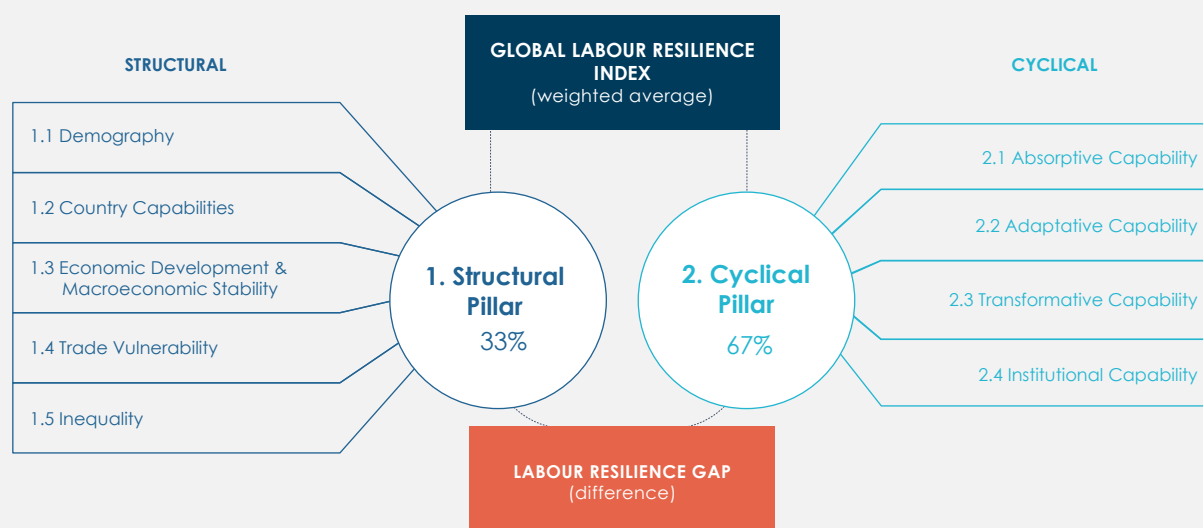 GLOBAL LABOUR RESILIENCE
INDEX
(weighted average)
STRUCTURAL
1.1 Demography
1.2 Country Capabilities
1.3 Economic Development &
Macroeconomic Stability
1.4 Trade Vulnerability
1.5 Inequality
1. Structural
Pillar
33%
2. Cyclical
Pillar
67%
CYCLICAL
2.1 Absorptive Capability
2.2 Adaptative Capability
2.3 Transformative Capability
2.4 Institutional Capability
LABOUR RESILIENCE GAP
(difference)